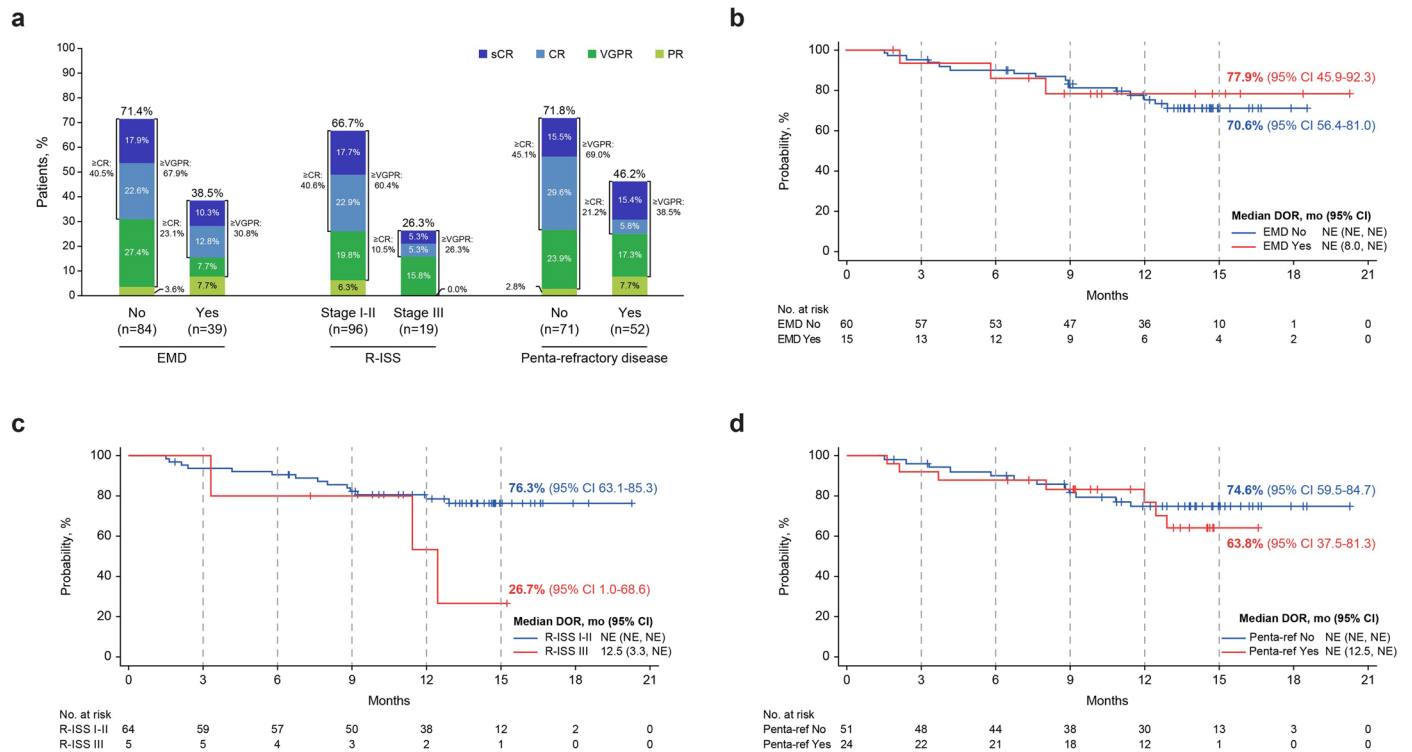 a
sCR CR VGPR PR
Patients, %
100
90
80
70
60
50
40
30
20
10
0
71.4%
17.9%
22.6%
27.4%
3.6%
≥CR:
40.5%
≥VGPR:
67.9%
38.5%
10.3%
12.8%
7.7%
7.7%
≥CR:
23.1%
≥VGPR:
30.8%
66.7%
17.7%
22.9%
19.8%
6.3%
≥CR:
40.6%
≥VGPR:
60.4%
26.3%
5.3%
5.3%
15.8%
0.0%
≥CR:
10.5%
≥VGPR:
26.3%
71.8%
15.5%
29.6%
23.9%
2.8%
≥CR:
45.1%
≥VGPR:
69.0%
46.2%
15.4%
5.8%
17.3%
7.7%
≥CR:
21.2%
≥VGPR:
38.5%
No Yes Stage I-II Stage III No Yes
(n=84) (n=39) (n=96) (n=19) (n=71) (n=52)
EMD R-ISS Penta-refractory disease
b
Probability, %
100
80
60
40
20
0
77.9% (95% CI 45.9-92.3)
70.6% (95% CI 56.4-81.0)
Median DOR, mo (95% CI)
EMD No NE (NE, NE)
EMD Yes NE (8.0, NE)
0 3 6 9 12 15 18 21
Months
No. at risk
EMD No 60 57 53 47 36 10 1 0
EMD Yes 15 13 12 9 6 4 2 0
c
Probability, %
100
80
60
40
20
0
76.3% (95% CI 63.1-85.3)
26.7% (95% CI 1.0-68.6)
Median DOR, mo (95% CI)
R-ISS I-II NE (NE, NE)
R-ISS III 12.5 (3.3, NE)
0 3 6 9 12 15 18 21
Months
No. at risk
R-ISS I-II 64 59 57 50 38 12 2 0
R-ISS III 5 5 4 3 2 1 0 0
d
Probability, %
100
80
60
40
20
0
74.6% (95% CI 59.5-84.7)
63.8% (95% CI 37.5-81.3)
Median DOR, mo (95% CI)
Penta-ref No NE (NE, NE)
Penta-ref Yes NE (12.5, NE)
0 3 6 9 12 15 18 21
Months
No. at risk
Penta-ref No 51 48 44 38 30 13 3 0
Penta-ref Yes 24 22 21 18 12 1 0 0